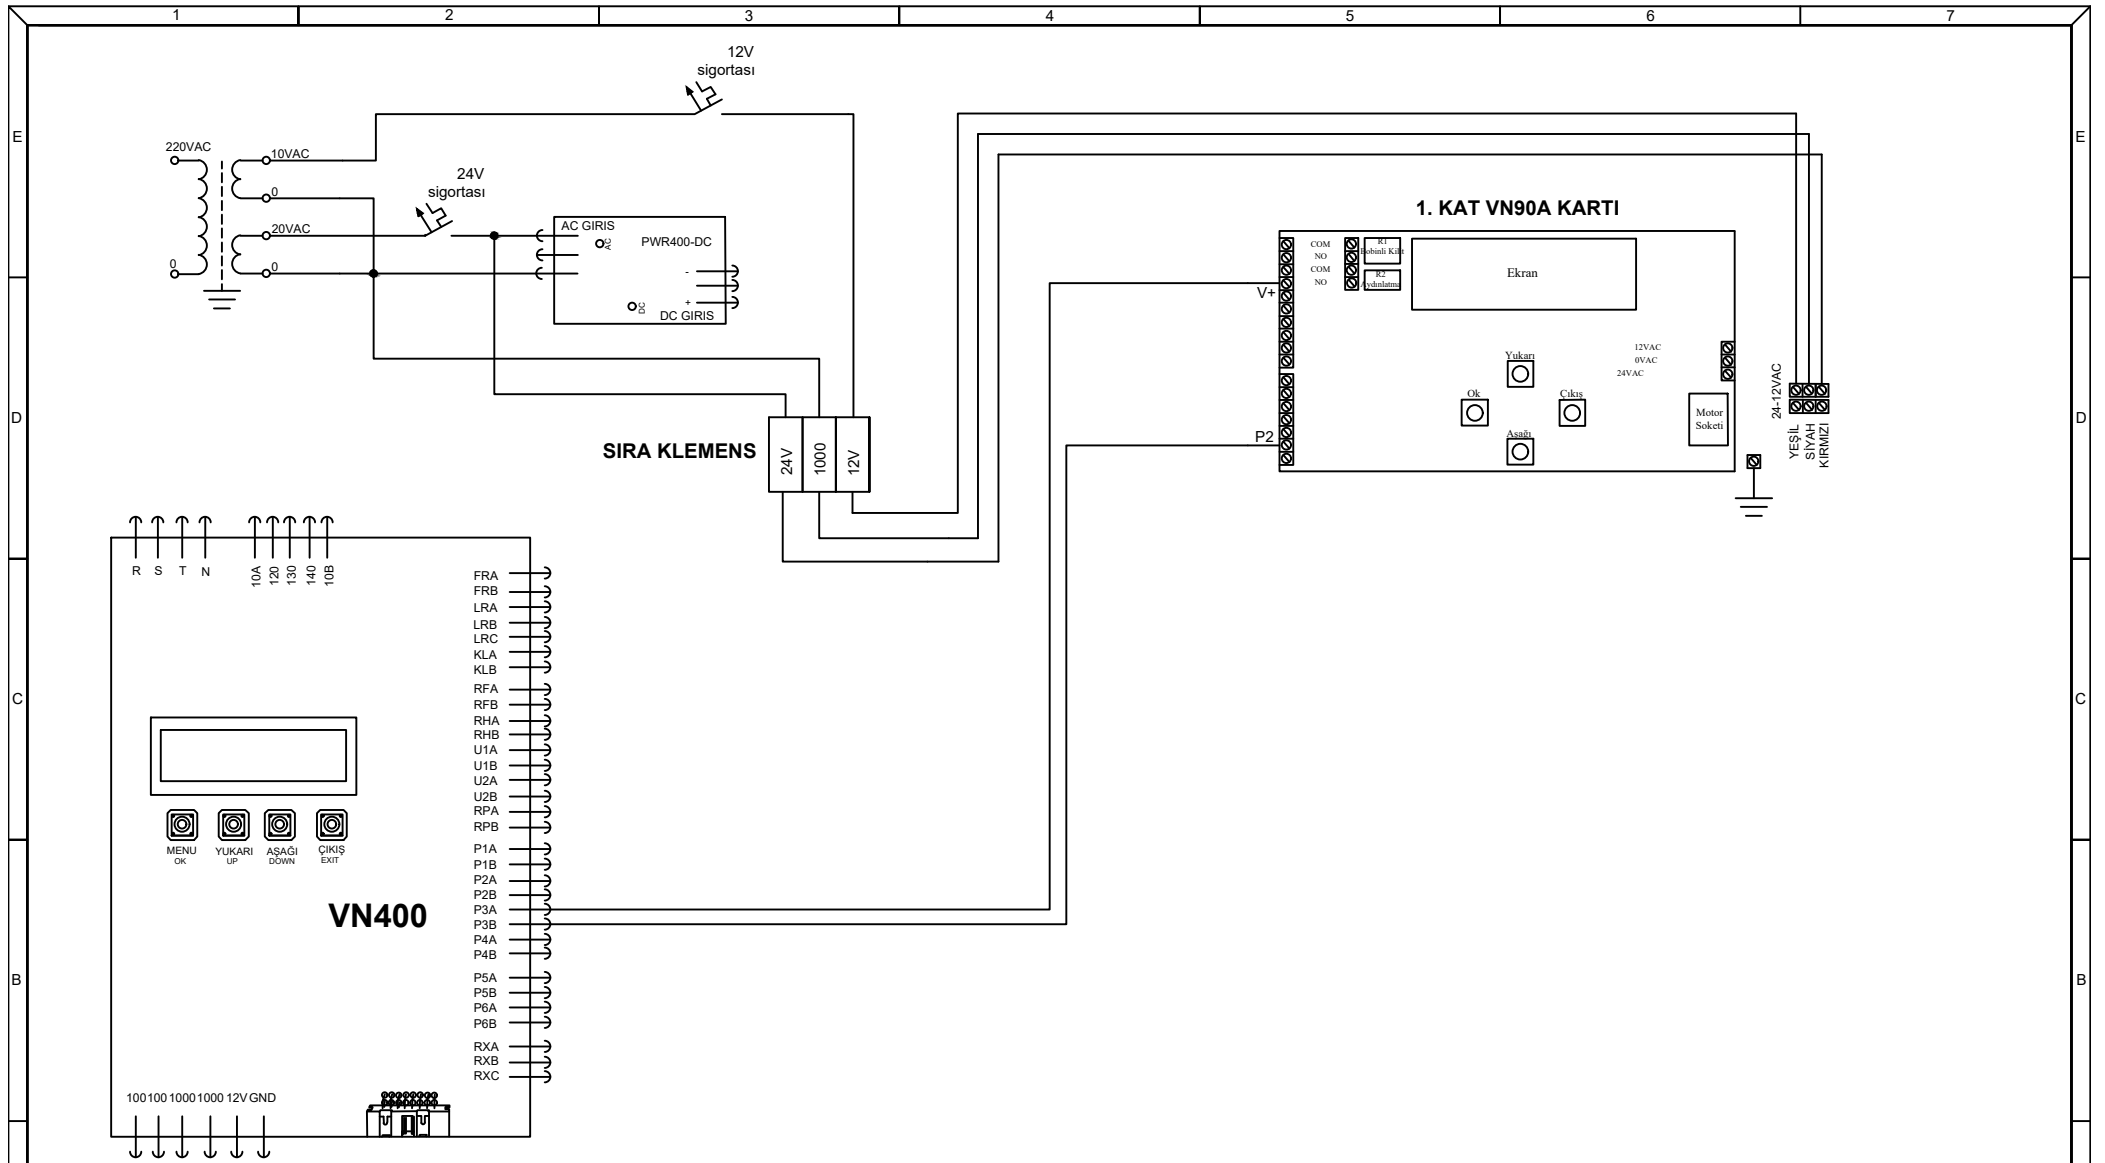 1 2 3 4 5 6 7
E
E
D
D
C
C
B
B
12V
sigortası
220VAC
0
10VAC
0
20VAC
0
24V
sigortası
AC GIRIS
AC
PWR400-DC
-
+
DC
DC GIRIS
SIRA KLEMENS
24V
1000
12V
1. KAT VN90A KARTI
V+
P2
COM
NO
COM
NO
R1
Bobinli Kilit
R2
Aydınlatma
Ekran
Yukarı
Ok
Çıkış
Aşağı
12VAC
0VAC
24VAC
Motor
Soketi
24-12VAC
YEŞİL
SİYAH
KIRMIZI
R S T N
10A 120 130 140 10B
FRA
FRB
LRA
LRB
LRC
KLA
KLB
RFA
RFB
RHA
RHB
U1A
U1B
U2A
U2B
RPA
RPB
P1A
P1B
P2A
P2B
P3A
P3B
P4A
P4B
P5A
P5B
P6A
P6B
RXA
RXB
RXC
MENU
OK
YUKARI
UP
AŞAĞI
DOWN
ÇIKIŞ
EXIT
VN400
100 100 1000 1000 12V GND